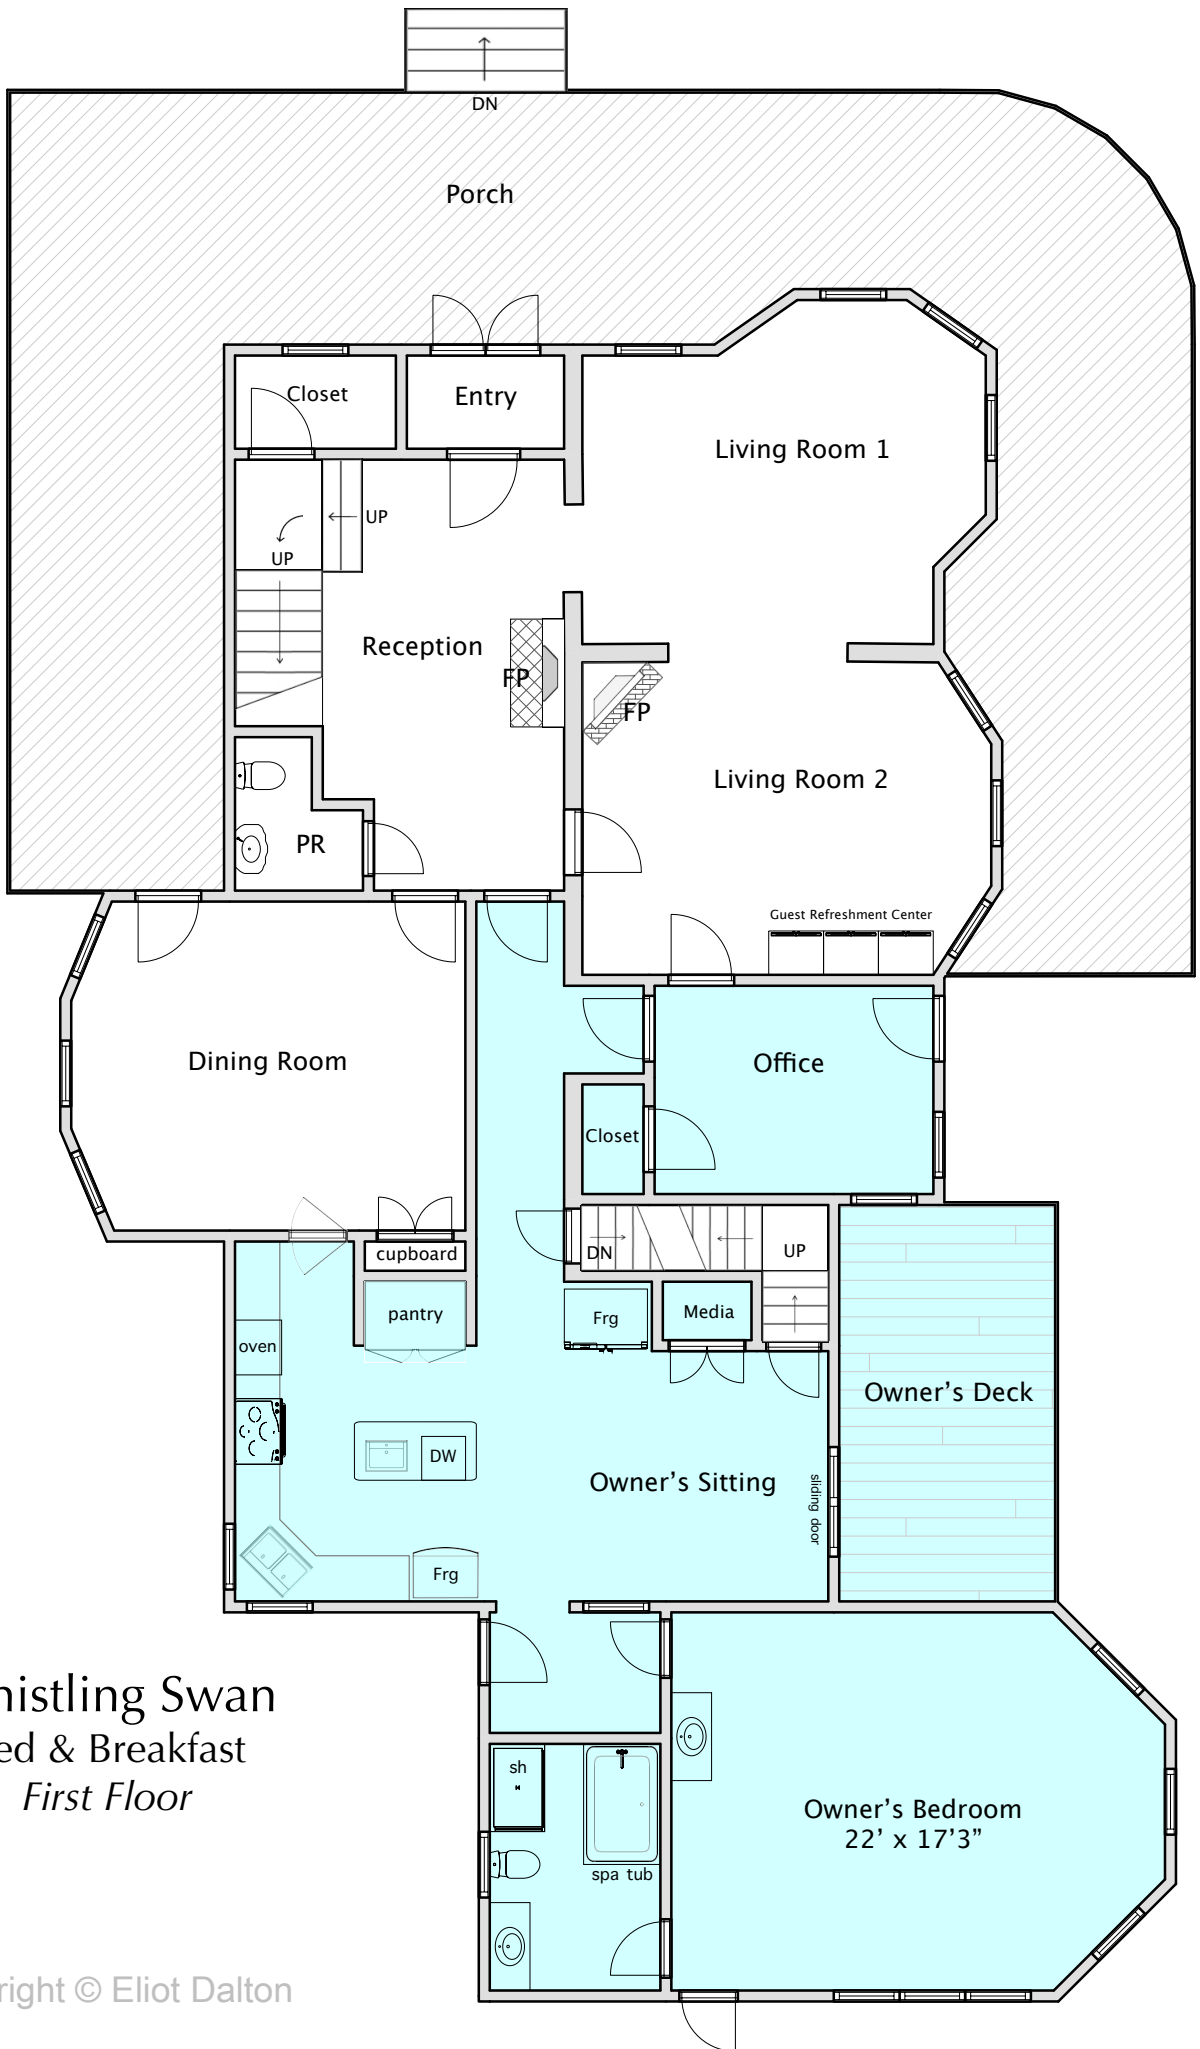 DN
Porch
Closet
Entry
Living Room 1
UP
UP
Reception
FP
FP
Living Room 2
PR
Guest Refreshment Center
Dining Room
Office
Closet
DN
UP
cupboard
pantry
Frg
Media
oven
Owner's Deck
DW
Owner's Sitting
sliding door
Frg
histling Swan
ed & Breakfast
First Floor
sh
spa tub
Owner's Bedroom
22' x 17'3"
right © Eliot Dalton